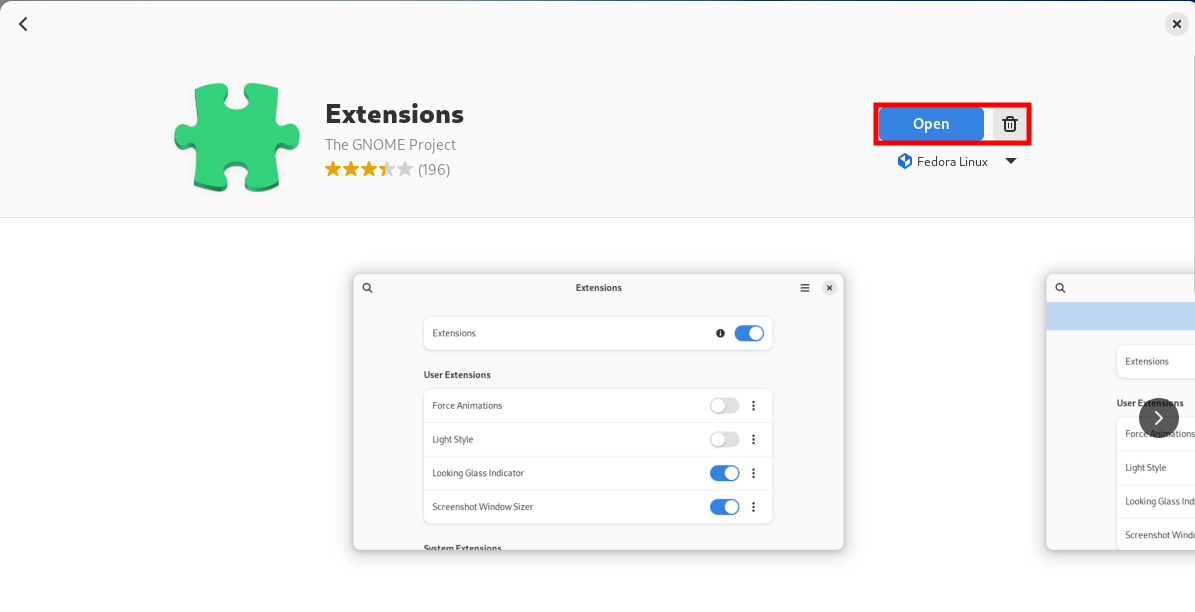 Extensions
The GNOME Project
(196)
Open
Fedora Linux
Extensions
Extensions
User Extensions
Force Animations
Light Style
Looking Glass Indicator
Screenshot Window Sizer
System Extensions
Extensions
User Extensions
Force Animations
Light Style
Looking Glass Indi
Screenshot Windo